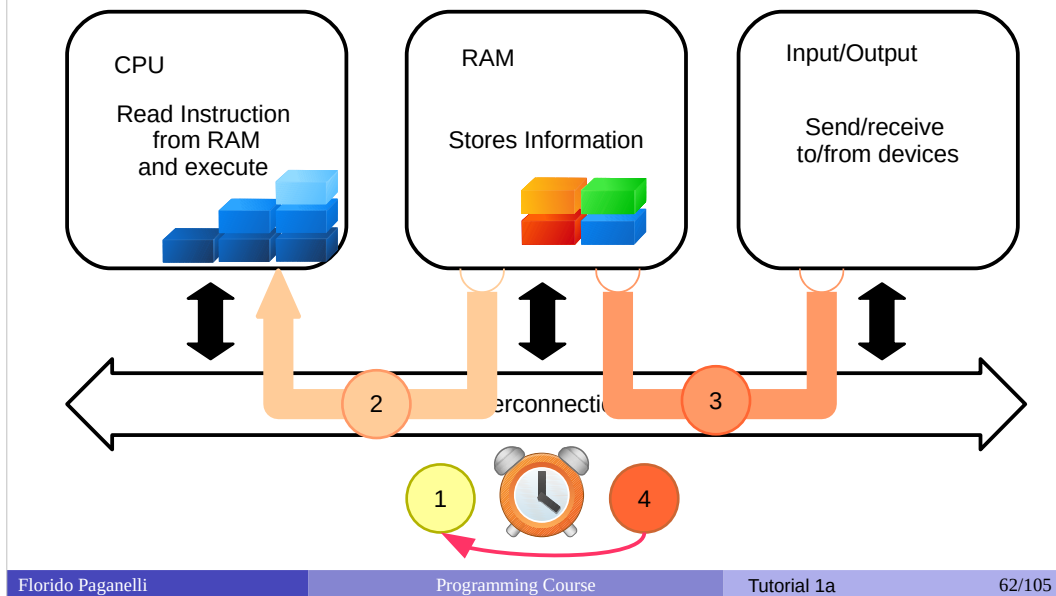 CPU
Read Instruction
from RAM
and execute
RAM
Stores Information
Input/Output
Send/receive
to/from devices
2
erconnecti
3
1
4
Florido Paganelli
Programming Course
Tutorial 1a
62/105